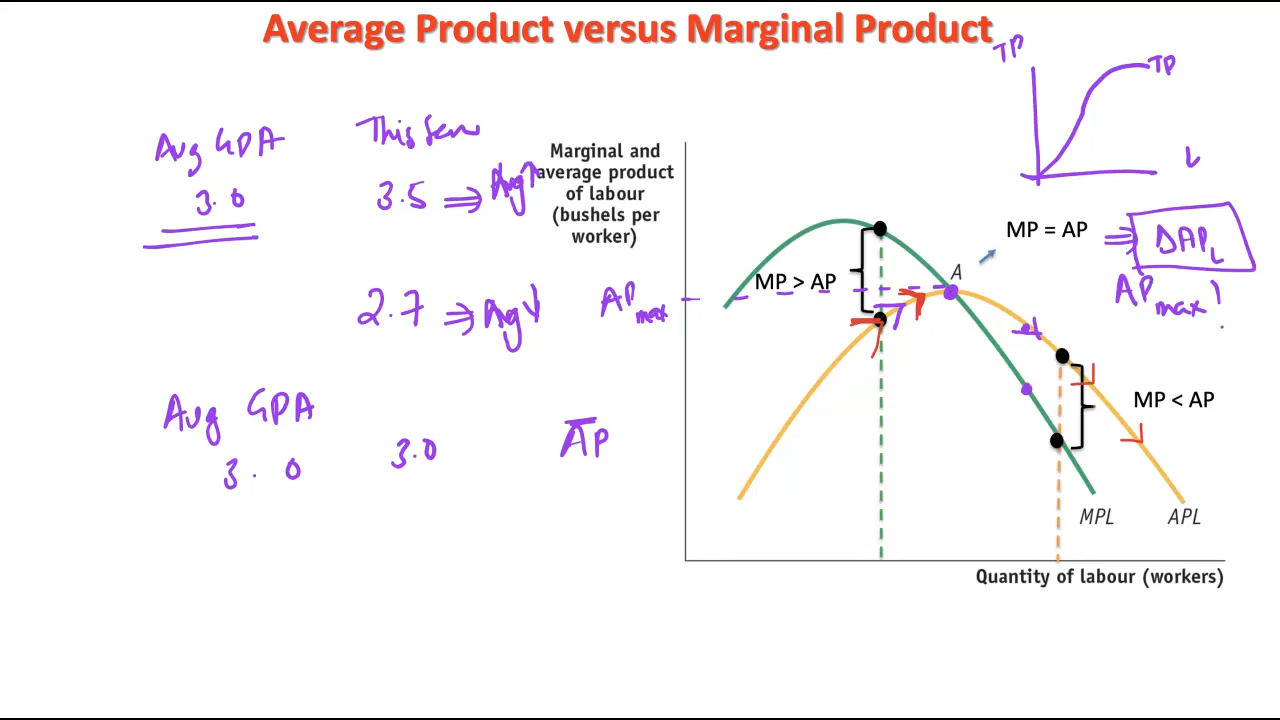 Average Product versus Marginal Product
TP
TP
L
Avg GPA
This Sem
3.0
3.5 ⇒ Avg↑
2.7 ⇒ Avg↓
Avg GPA
3.0
3.0
A̅P
Marginal and
average product
of labour
(bushels per
worker)
AP max
MP > AP
A
MP = AP ⇒ ΔAP L
AP max!
MP < AP
MPL
APL
Quantity of labour (workers)